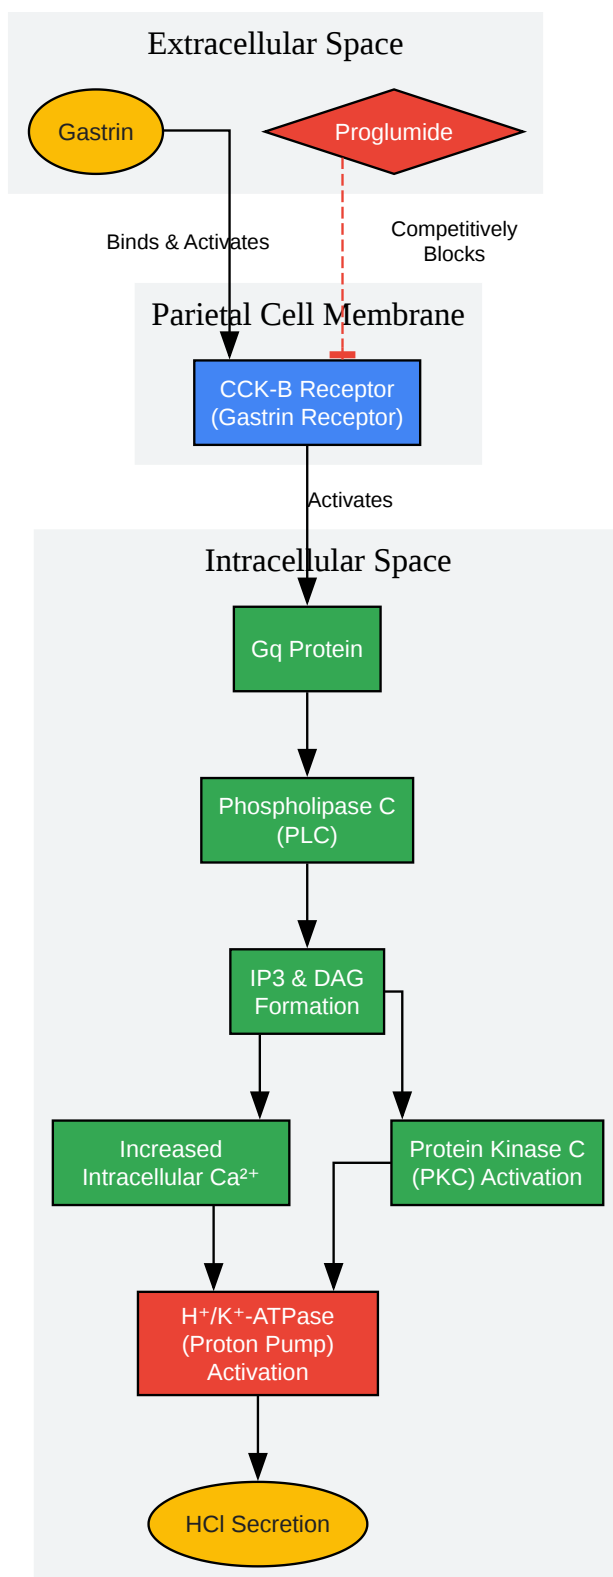 Extracellular Space
Gastrin
Proglumide
Binds & Activates
Competitively
Blocks
Parietal Cell Membrane
CCK-B Receptor
(Gastrin Receptor)
Activates
Intracellular Space
Gq Protein
Phospholipase C
(PLC)
IP3 & DAG
Formation
Increased
Intracellular Ca²⁺
Protein Kinase C
(PKC) Activation
H⁺/K⁺-ATPase
(Proton Pump)
Activation
HCl Secretion